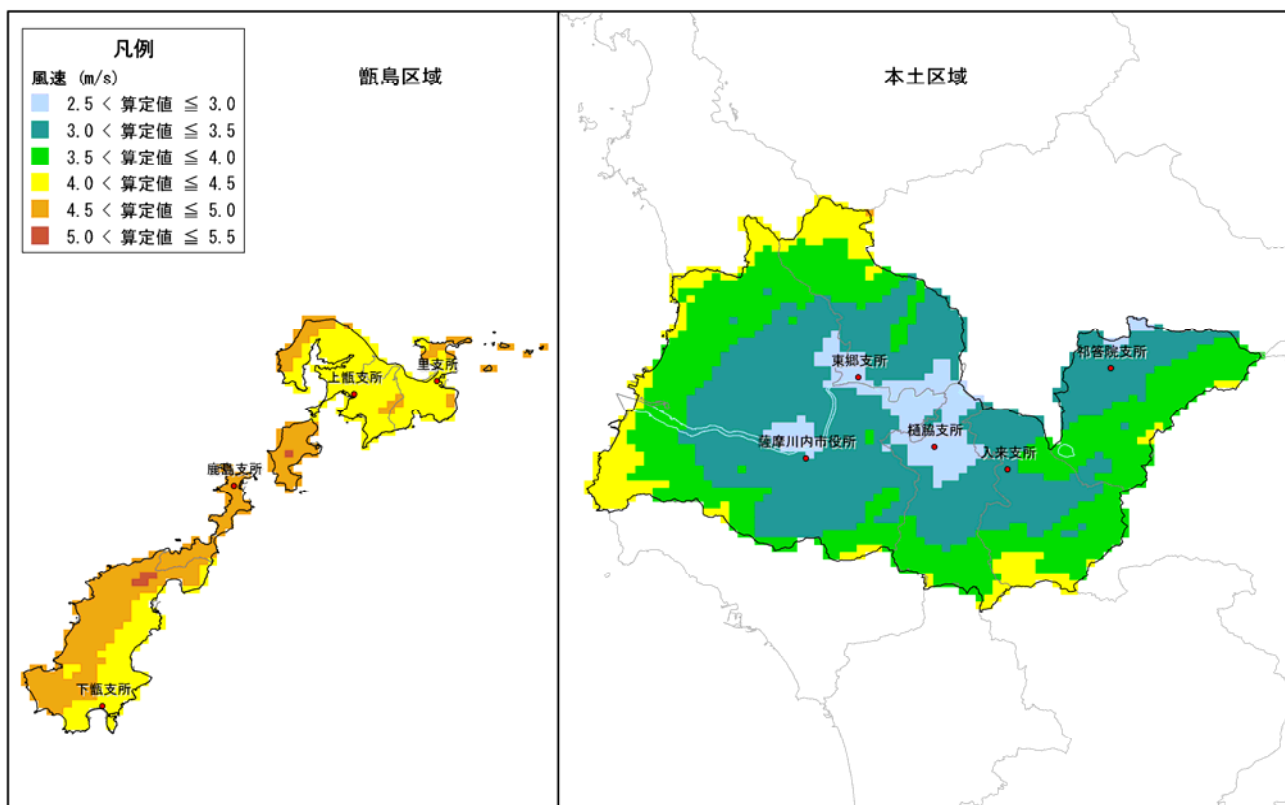 凡例
風速 (m/s)
2.5 < 算定値 ≦ 3.0
3.0 < 算定値 ≦ 3.5
3.5 < 算定値 ≦ 4.0
4.0 < 算定値 ≦ 4.5
4.5 < 算定値 ≦ 5.0
5.0 < 算定値 ≦ 5.5
甑島区域
里支所
上甑支所
鹿島支所
下甑支所
本土区域
祁答院支所
東郷支所
樋脇支所
薩摩川内市役所
入来支所